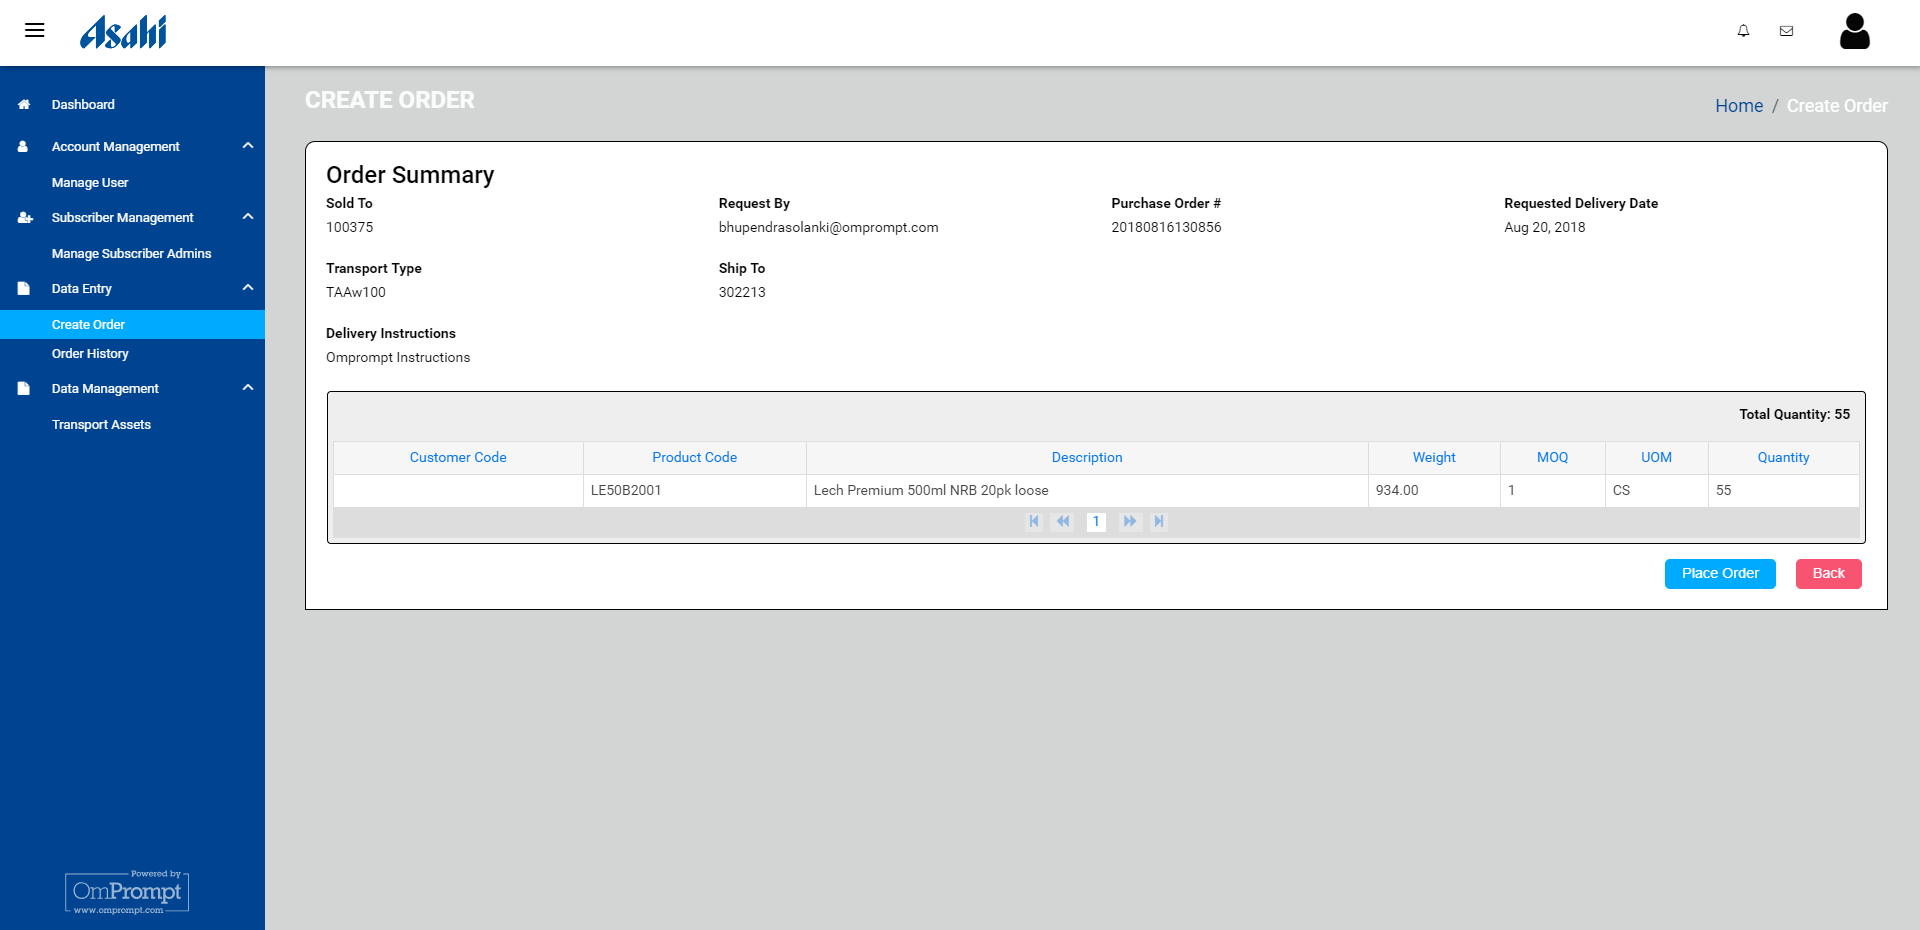 Asahi
Dashboard
Account Management
Manage User
Subscriber Management
Manage Subscriber Admins
Data Entry
Create Order
Order History
Data Management
Transport Assets
Powered by
OmPrompt
www.omprompt.com
CREATE ORDER
Home / Create Order
Order Summary
Sold To Request By Purchase Order # Requested Delivery Date
100375 bhupendrasolanki@omprompt.com 20180816130856 Aug 20, 2018
Transport Type Ship To
TAAw100 302213
Delivery Instructions
Omprompt Instructions
Total Quantity: 55
Customer Code Product Code Description Weight MOQ UOM Quantity
LE50B2001 Lech Premium 500ml NRB 20pk loose 934.00 1 CS 55
1
Place Order Back